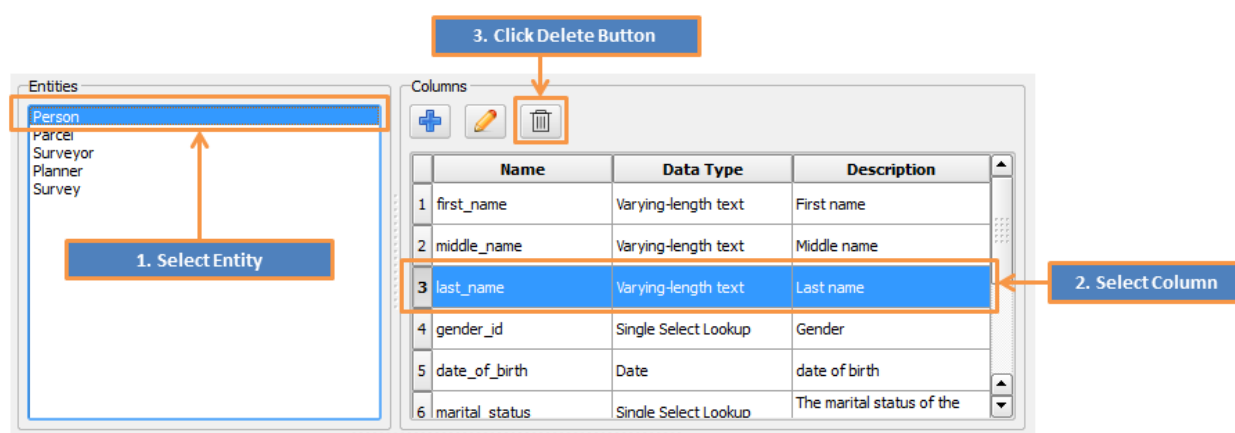 3. Click Delete Button
Entities
Columns
Person
Parcel
Surveyor
Planner
Survey
1. Select Entity
Name Data Type Description
1 first_name Varying-length text First name
2 middle_name Varying-length text Middle name
3 last_name Varying-length text Last name
2. Select Column
4 gender_id Single Select Lookup Gender
5 date_of_birth Date date of birth
6 marital_status Single Select Lookup The marital status of the